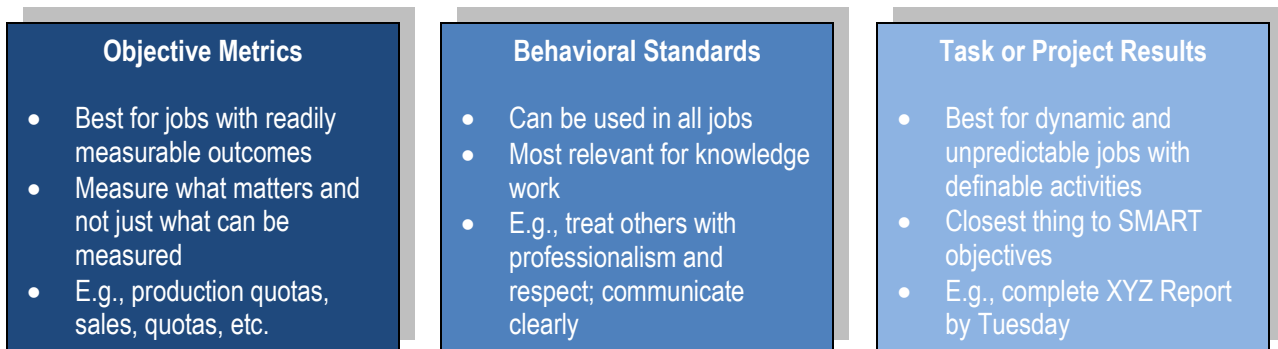 Objective Metrics
• Best for jobs with readily
measurable outcomes
• Measure what matters and
not just what can be
measured
• E.g., production quotas,
sales, quotas, etc.
Behavioral Standards
• Can be used in all jobs
• Most relevant for knowledge
work
• E.g., treat others with
professionalism and
respect; communicate
clearly
Task or Project Results
• Best for dynamic and
unpredictable jobs with
definable activities
• Closest thing to SMART
objectives
• E.g., complete XYZ Report
by Tuesday